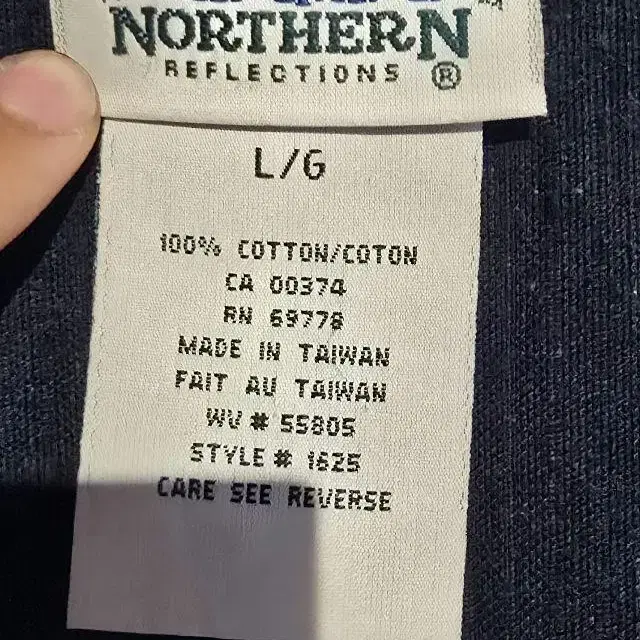 NORTHERN
REFLECTIONS ®
L/G
100% COTTON/COTON
CA 00374
RN 69778
MADE IN TAIWAN
FAIT AU TAIWAN
WV # 55805
STYLE # 1625
CARE SEE REVERSE